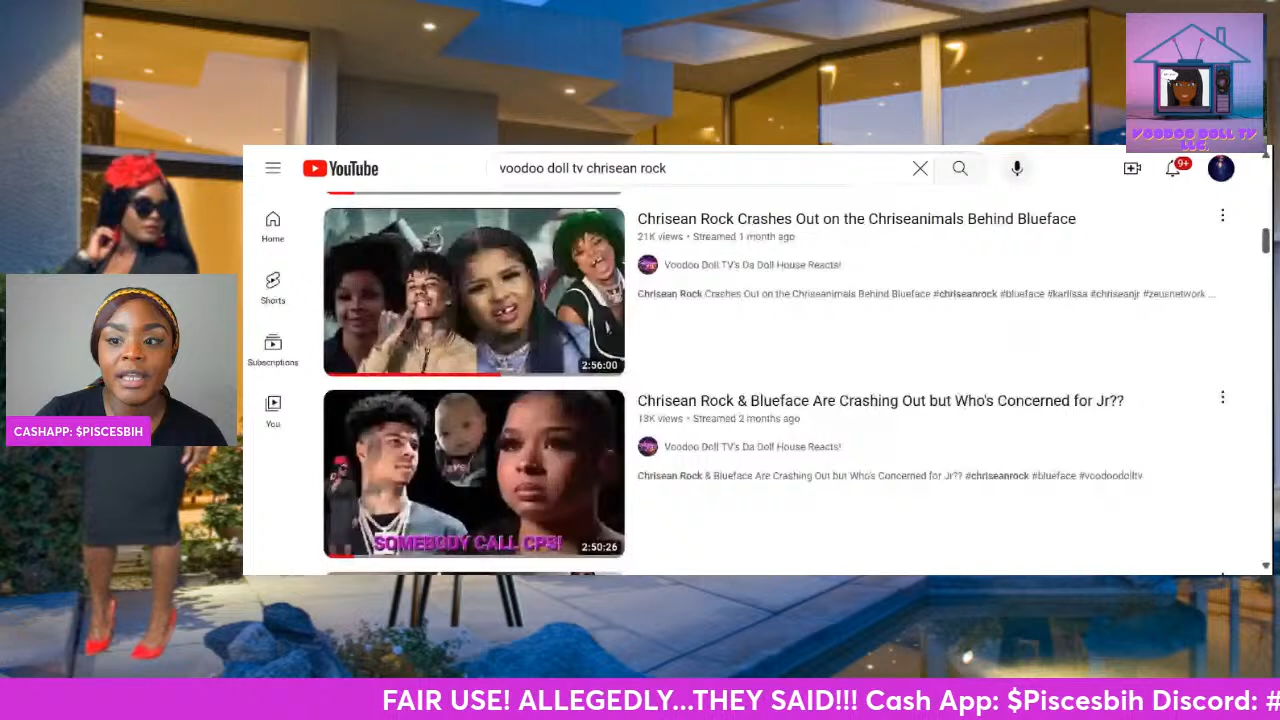 VOODOO DOLL TV LLC.
YouTube
voodoo doll tv chrisean rock
9+
Home
Shorts
Subscriptions
You
Chrisean Rock Crashes Out on the Chriseanimals Behind Blueface
21K views • Streamed 1 month ago
Voodoo Doll TV's Da Doll House Reacts!
Chrisean Rock Crashes Out on the Chriseanimals Behind Blueface #chriseanrock #blueface #karlissa #chriseanjr #zeusnetwork ...
2:56:00
Chrisean Rock & Blueface Are Crashing Out but Who's Concerned for Jr??
13K views • Streamed 2 months ago
Voodoo Doll TV's Da Doll House Reacts!
Chrisean Rock & Blueface Are Crashing Out but Who's Concerned for Jr?? #chriseanrock #blueface #voodoodolltv
SOMEBODY CALL CPS!
2:50:26
CASHAPP: $PISCESBIH
FAIR USE! ALLEGEDLY...THEY SAID!!! Cash App: $Piscesbih Discord: #